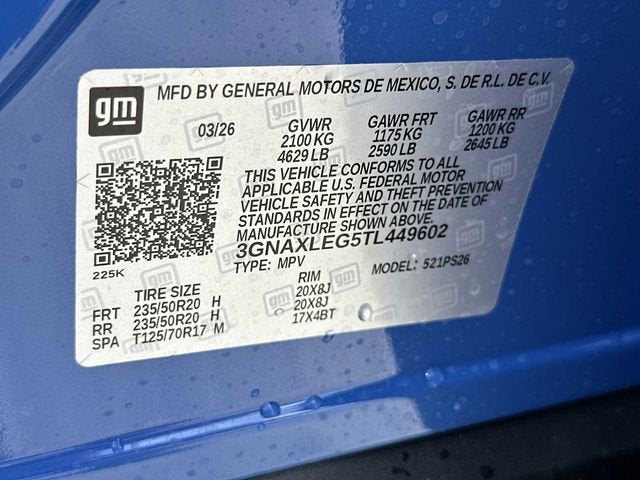 gm
MFD BY GENERAL MOTORS DE MEXICO, S. DE R.L. DE C.V.
03/26 GVWR GAWR FRT GAWR RR
2100 KG 1175 KG 1200 KG
4629 LB 2590 LB 2645 LB
THIS VEHICLE CONFORMS TO ALL
APPLICABLE U.S. FEDERAL MOTOR
VEHICLE SAFETY AND THEFT PREVENTION
STANDARDS IN EFFECT ON THE DATE OF
MANUFACTURE SHOWN ABOVE.
3GNAXLEG5TL449602
225K
TYPE: MPV MODEL: 521PS26
TIRE SIZE RIM
FRT 235/50R20 H 20X8J
RR 235/50R20 H 20X8J
SPA T125/70R17 M 17X4BT